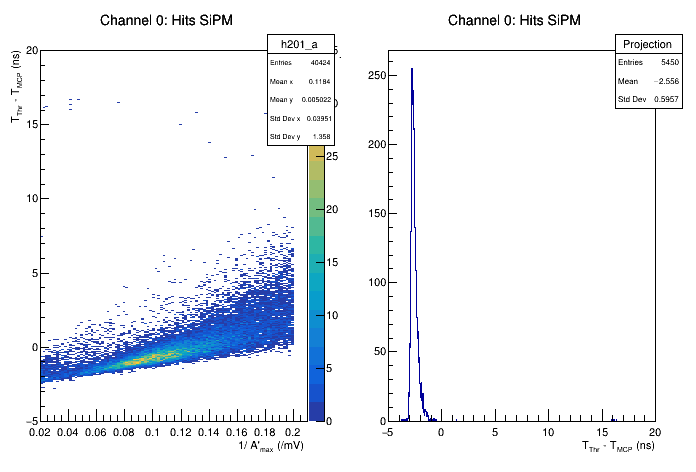 Channel 0: Hits SiPM
h201_a
Entries 40424
Mean x 0.1184
Mean y 0.005022
Std Dev x 0.03951
Std Dev y 1.358
T_Thr - T_MCP (ns)
20
15
10
5
0
−5
0.02 0.04 0.06 0.08 0.1 0.12 0.14 0.16 0.18 0.2
1/ A'_max (/mV)
25
20
15
10
5
0
Channel 0: Hits SiPM
Projection
Entries 5450
Mean −2.556
Std Dev 0.5957
250
200
150
100
50
0
−5 0 5 10 15 20
T_Thr - T_MCP (ns)